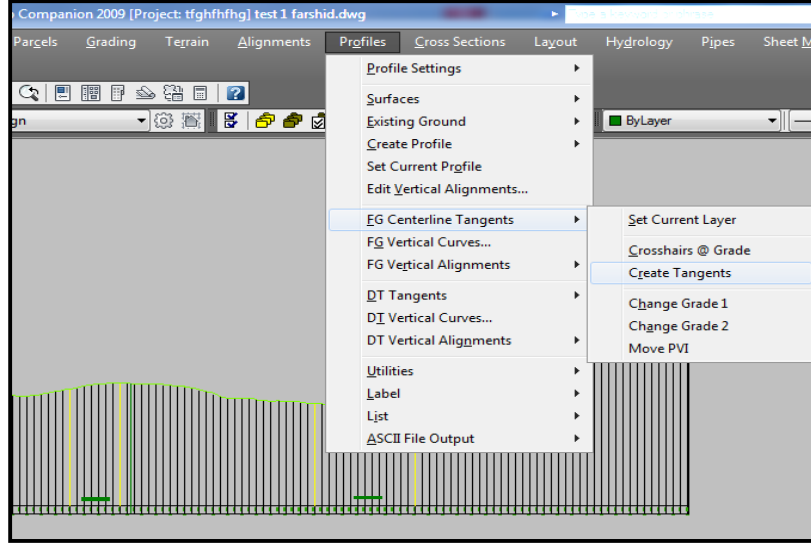 Companion 2009 [Project: tfghfhfhg] test 1 farshid.dwg
Parcels Grading Terrain Alignments Profiles Cross Sections Layout Hydrology Pipes Sheet M
gn
ByLayer
Profile Settings
Surfaces
Existing Ground
Create Profile
Set Current Profile
Edit Vertical Alignments...
FG Centerline Tangents
FG Vertical Curves...
FG Vertical Alignments
DT Tangents
DT Vertical Curves...
DT Vertical Alignments
Utilities
Label
List
ASCII File Output
Set Current Layer
Crosshairs @ Grade
Create Tangents
Change Grade 1
Change Grade 2
Move PVI